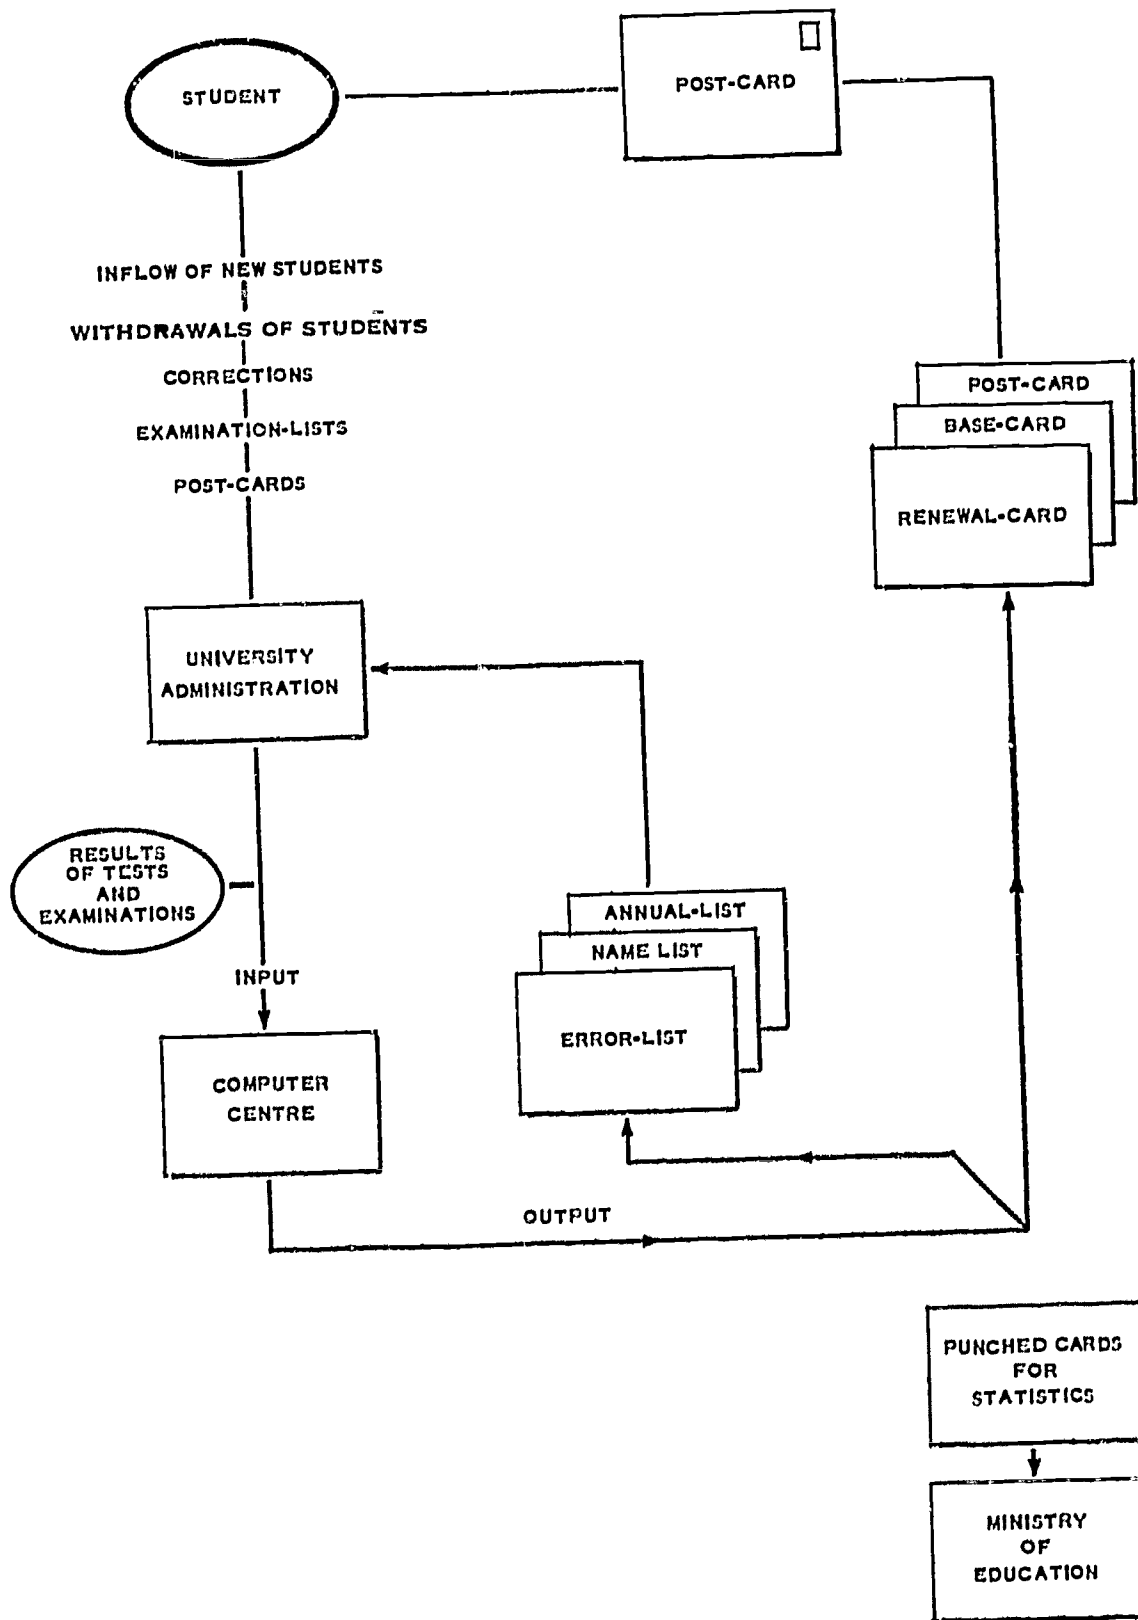 STUDENT
POST-CARD
INFLOW OF NEW STUDENTS
WITHDRAWALS OF STUDENTS
CORRECTIONS
EXAMINATION-LISTS
POST-CARDS
POST-CARD
BASE-CARD
RENEWAL-CARD
UNIVERSITY
ADMINISTRATION
RESULTS
OF TESTS
AND
EXAMINATIONS
INPUT
ANNUAL-LIST
NAME LIST
ERROR-LIST
COMPUTER
CENTRE
OUTPUT
PUNCHED CARDS
FOR
STATISTICS
MINISTRY
OF
EDUCATION